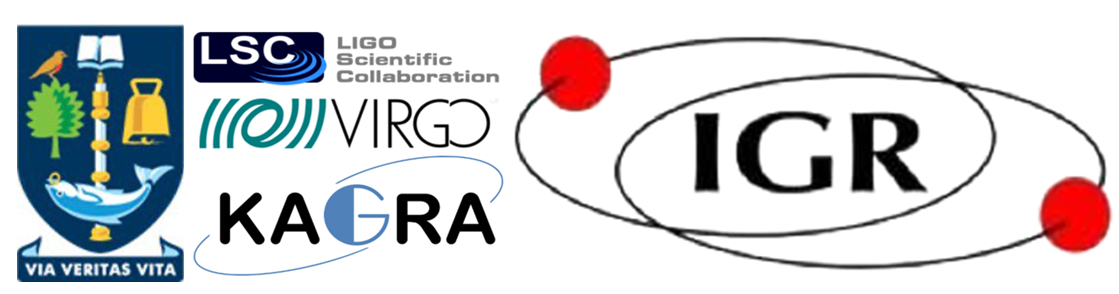 VIA VERITAS VITA
LSC
LIGO
Scientific
Collaboration
VIRGO
KAGRA
IGR